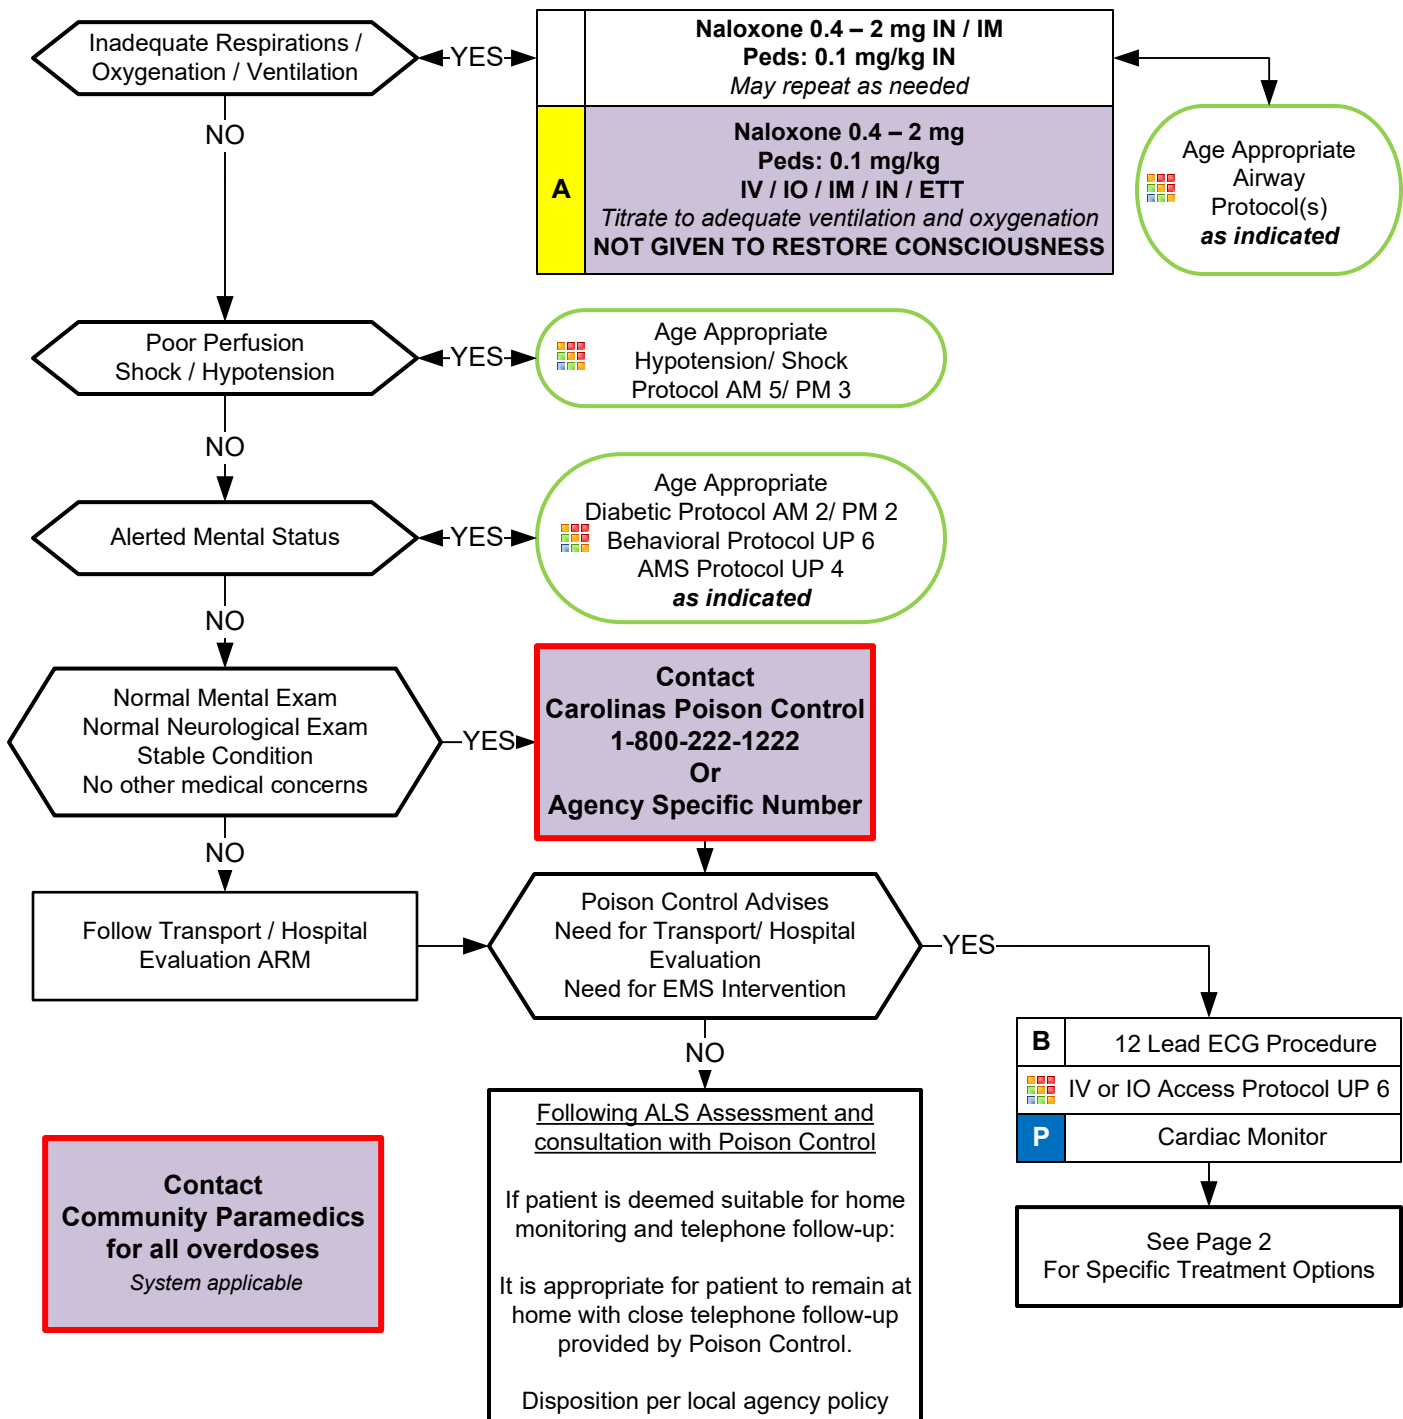 Inadequate Respirations /
Oxygenation / Ventilation
YES
Naloxone 0.4 – 2 mg IN / IM
Peds: 0.1 mg/kg IN
May repeat as needed
A
Naloxone 0.4 – 2 mg
Peds: 0.1 mg/kg
IV / IO / IM / IN / ETT
Titrate to adequate ventilation and oxygenation
NOT GIVEN TO RESTORE CONSCIOUSNESS
Age Appropriate
Airway
Protocol(s)
as indicated
NO
Poor Perfusion
Shock / Hypotension
YES
Age Appropriate
Hypotension/ Shock
Protocol AM 5/ PM 3
NO
Alerted Mental Status
YES
Age Appropriate
Diabetic Protocol AM 2/ PM 2
Behavioral Protocol UP 6
AMS Protocol UP 4
as indicated
NO
Normal Mental Exam
Normal Neurological Exam
Stable Condition
No other medical concerns
YES
Contact
Carolinas Poison Control
1-800-222-1222
Or
Agency Specific Number
NO
Follow Transport / Hospital
Evaluation ARM
Poison Control Advises
Need for Transport/ Hospital
Evaluation
Need for EMS Intervention
YES
B
12 Lead ECG Procedure
IV or IO Access Protocol UP 6
P
Cardiac Monitor
See Page 2
For Specific Treatment Options
NO
Following ALS Assessment and
consultation with Poison Control
If patient is deemed suitable for home
monitoring and telephone follow-up:
It is appropriate for patient to remain at
home with close telephone follow-up
provided by Poison Control.
Disposition per local agency policy
Contact
Community Paramedics
for all overdoses
System applicable